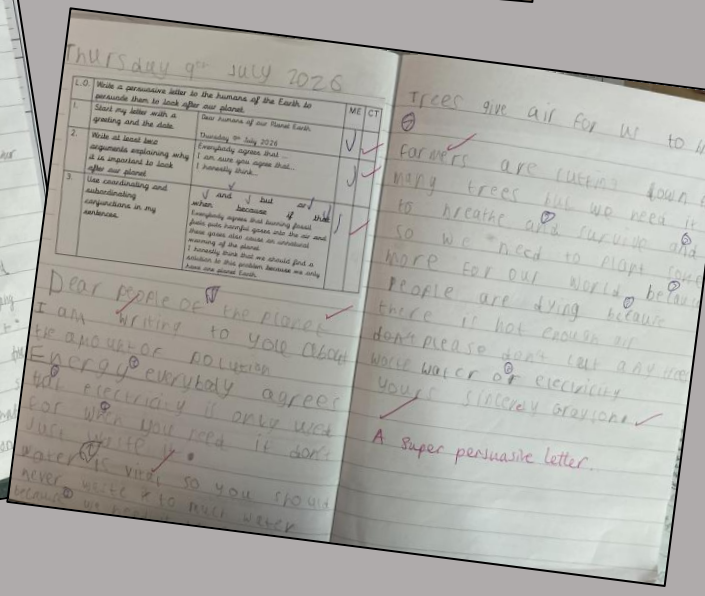 Thursday 9th July 2026
L.O. Write a persuasive letter to the humans of the Earth to persuade them to look after our planet.
ME CT
1. Start my letter with a greeting and the date.
Dear humans of our Planet Earth
Thursday 9th July 2026
2. Write at least two arguments explaining why it is important to look after our planet
Everybody agrees that ...
I am sure you agree that...
I honestly think...
3. Use coordinating and subordinating conjunctions in my sentences.
and but or
when because if that
Everybody agrees that burning fossil fuels puts harmful gases into the air and these gases also cause an unnatural warming of the planet.
I honestly think that we should find a solution to this problem because we only have one planet Earth.
Dear people of the planet
I am writing to you about
the amount of polution
Energy everybody agrees
that electricity is only
for when you need it don't
Just
water is vital so you should
never to much water
because we
Trees give air for us to
Farmers are cutting down
many trees but we need it
to breathe and survive and
so we need to plant some
more for our world
People are dying because
there is not enough air
don't please don't cut any
water or electricity
yours sincerly
A super persuasive letter.